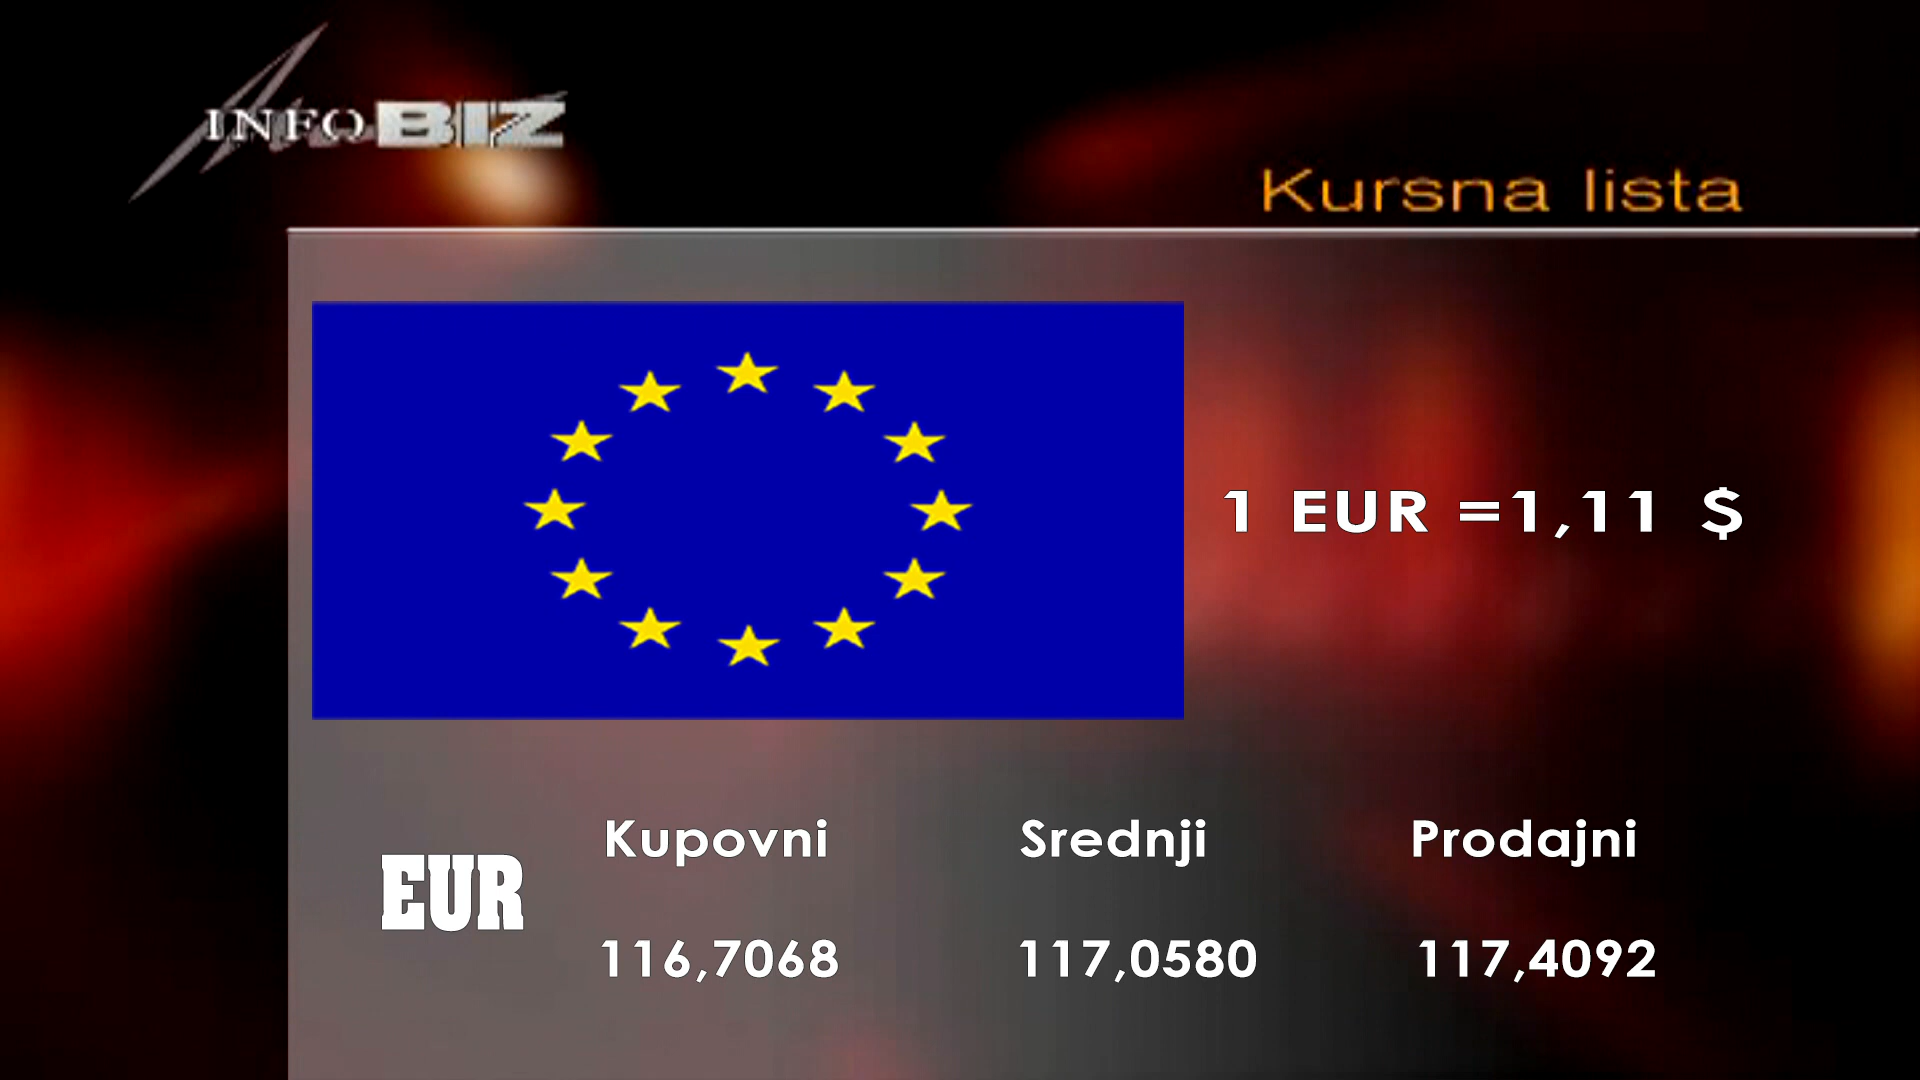 INFO BIZ
Kursna lista
1 EUR =1,11 $
EUR
Kupovni Srednji Prodajni
116,7068 117,0580 117,4092